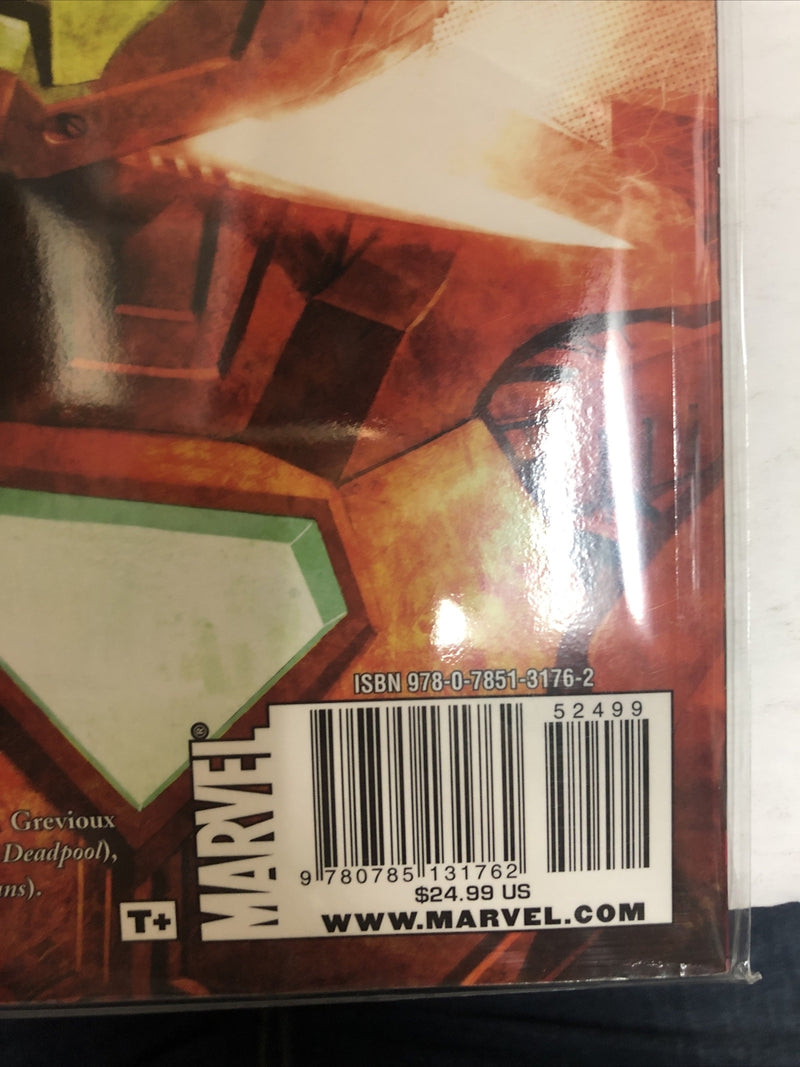 ISBN 978-0-7851-3176-2
52499
MARVEL®
9 780785 131762
$24.99 US
WWW.MARVEL.COM
Grevioux
Deadpool),
ns).
T+